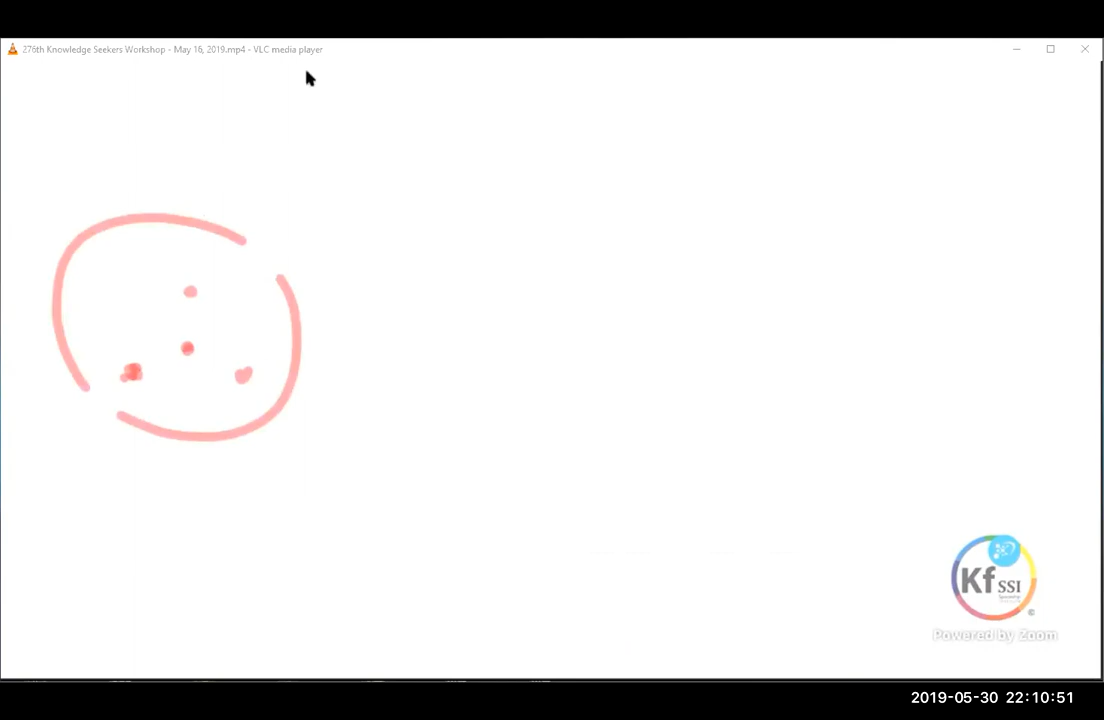 276th Knowledge Seekers Workshop - May 16, 2019.mp4 - VLC media player
Kf SSI
©
Powered by Zoom
2019-05-30 22:10:51